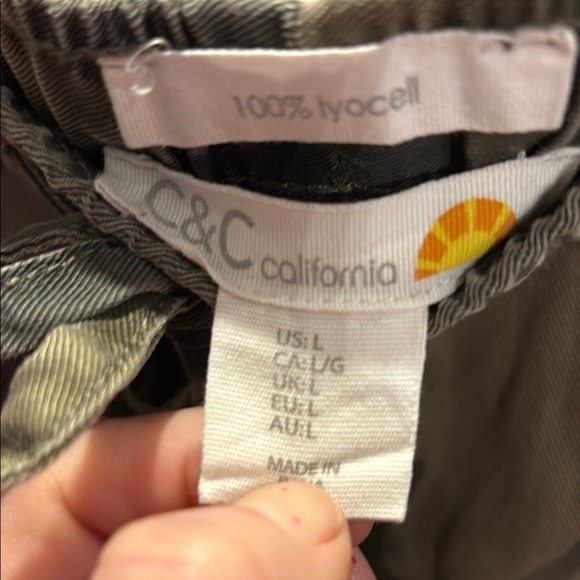 100% lyocell
C&C california
US: L
CA: L/G
UK: L
EU: L
AU: L
MADE IN